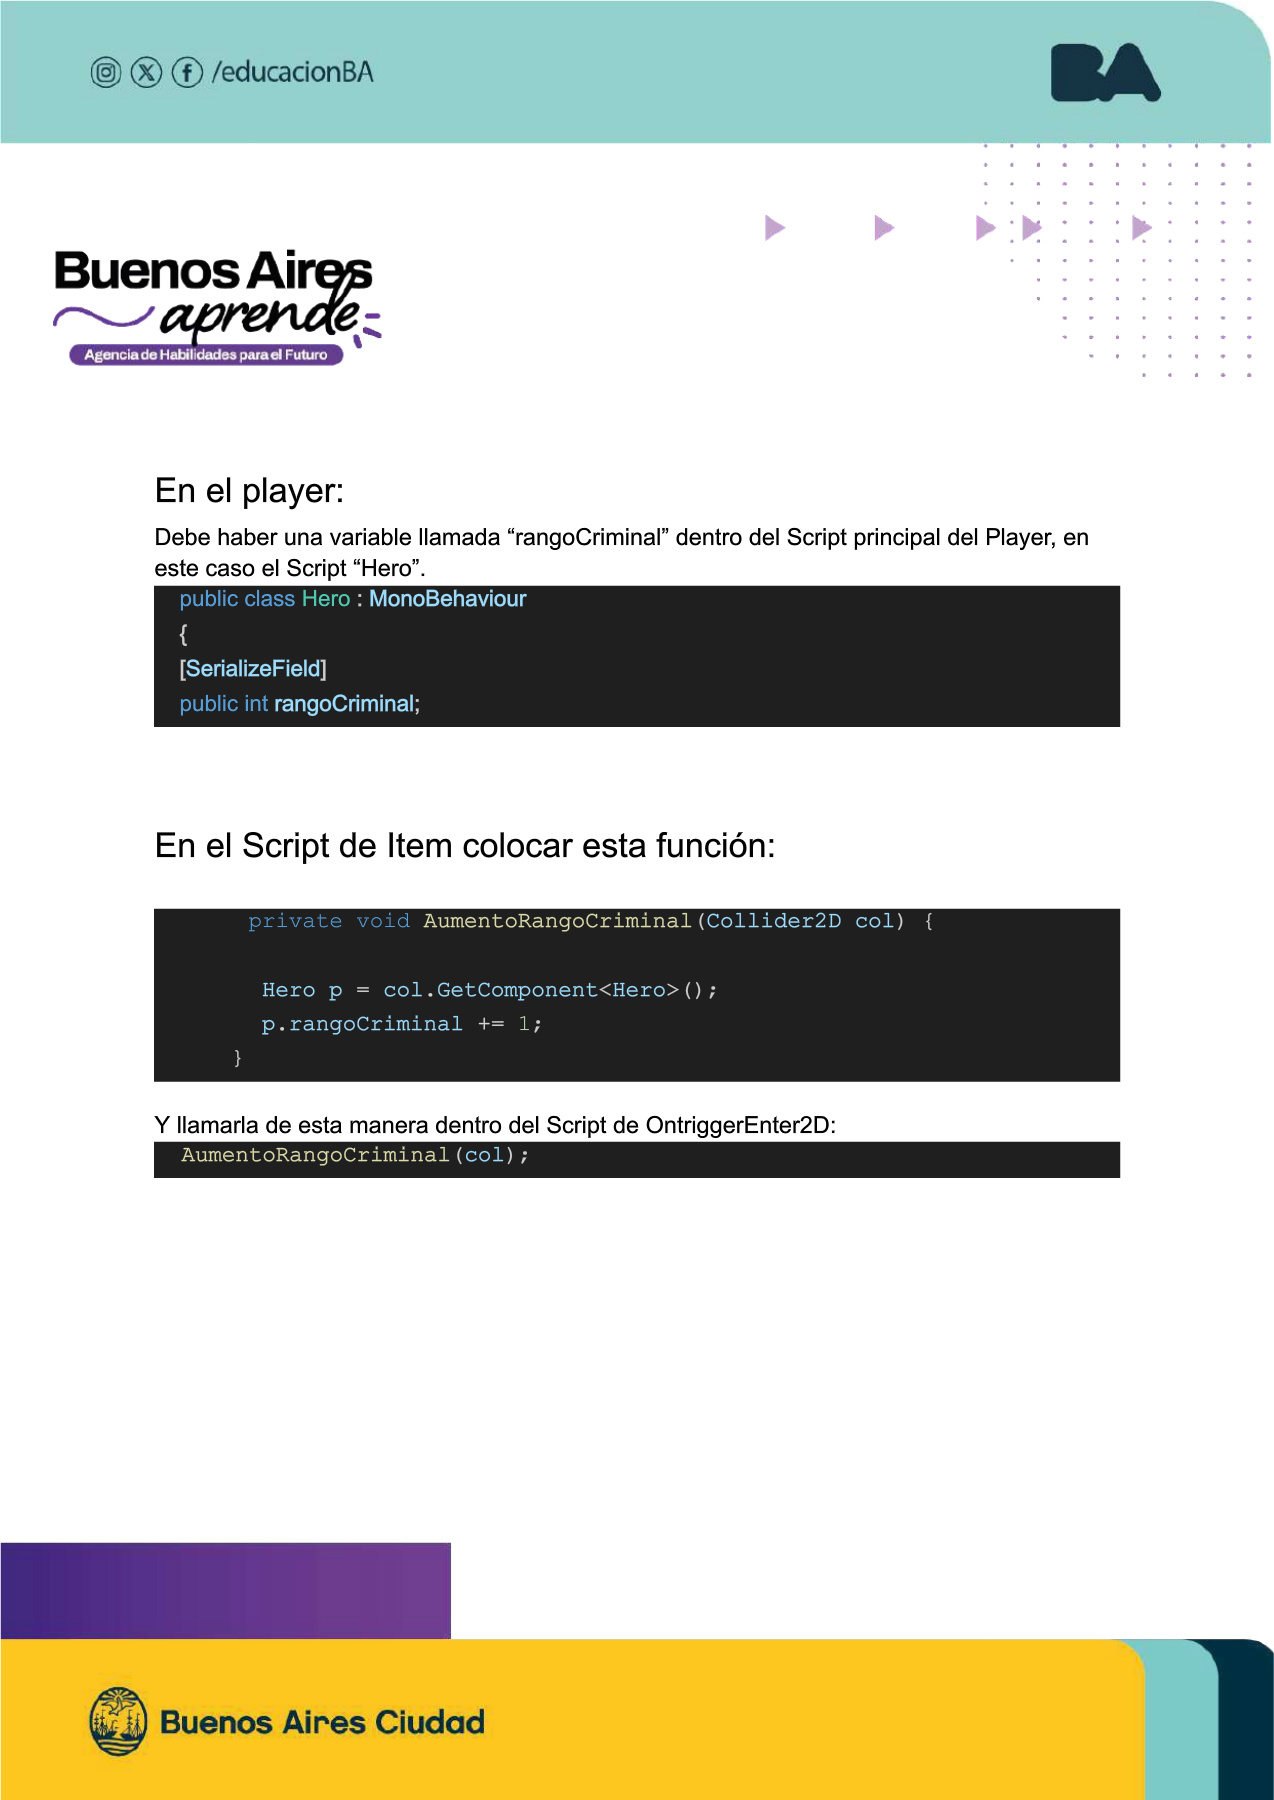 /educacionBA
BA
Buenos Aires
aprende
Agencia de Habilidades para el Futuro
En el player:
Debe haber una variable llamada “rangoCriminal” dentro del Script principal del Player, en
este caso el Script “Hero”.
public class Hero : MonoBehaviour
{
[SerializeField]
public int rangoCriminal;
En el Script de Item colocar esta función:
private void AumentoRangoCriminal(Collider2D col) {
Hero p = col.GetComponent<Hero>();
p.rangoCriminal += 1;
}
Y llamarla de esta manera dentro del Script de OntriggerEnter2D:
AumentoRangoCriminal(col);
Buenos Aires Ciudad